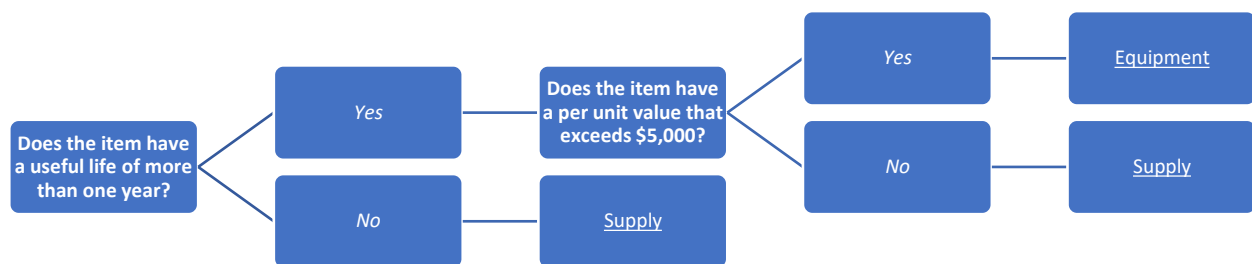 Does the item have
a useful life of more
than one year?
Yes
No
Does the item have
a per unit value that
exceeds $5,000?
Supply
Yes
No
Equipment
Supply